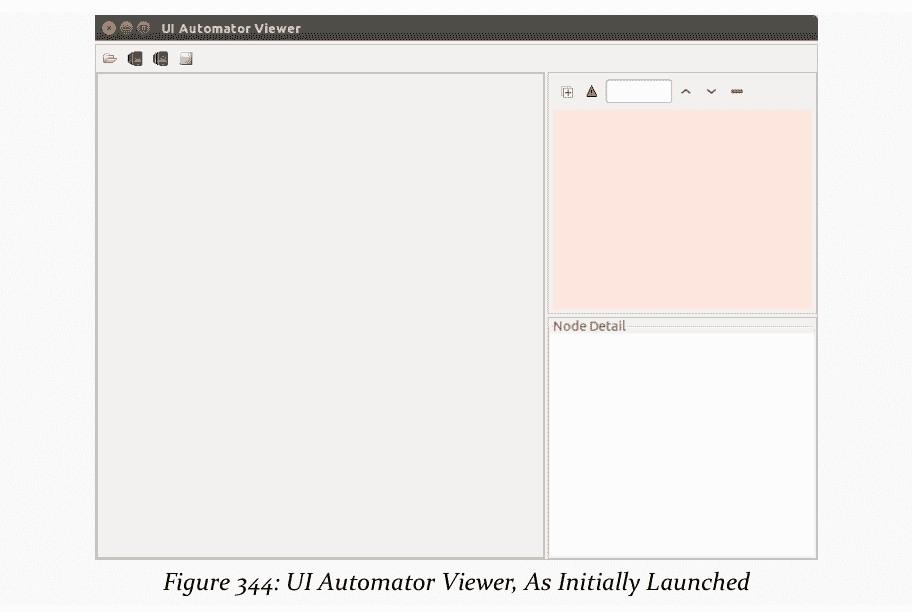 UI Automator Viewer
Node Detail
Figure 344: UI Automator Viewer, As Initially Launched